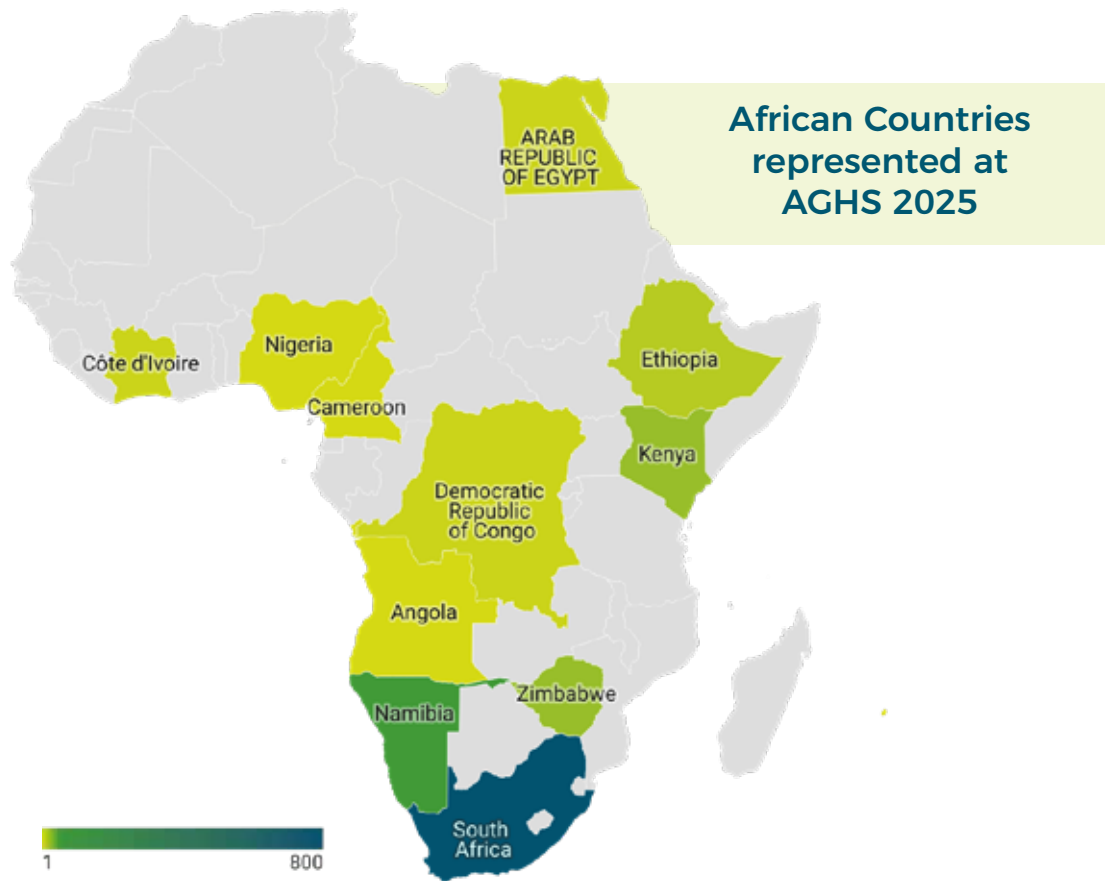 African Countries
represented at
AGHS 2025
ARAB
REPUBLIC
OF EGYPT
Côte d'Ivoire
Nigeria
Cameroon
Ethiopia
Kenya
Democratic
Republic
of Congo
Angola
Zimbabwe
Namibia
South
Africa
1
800